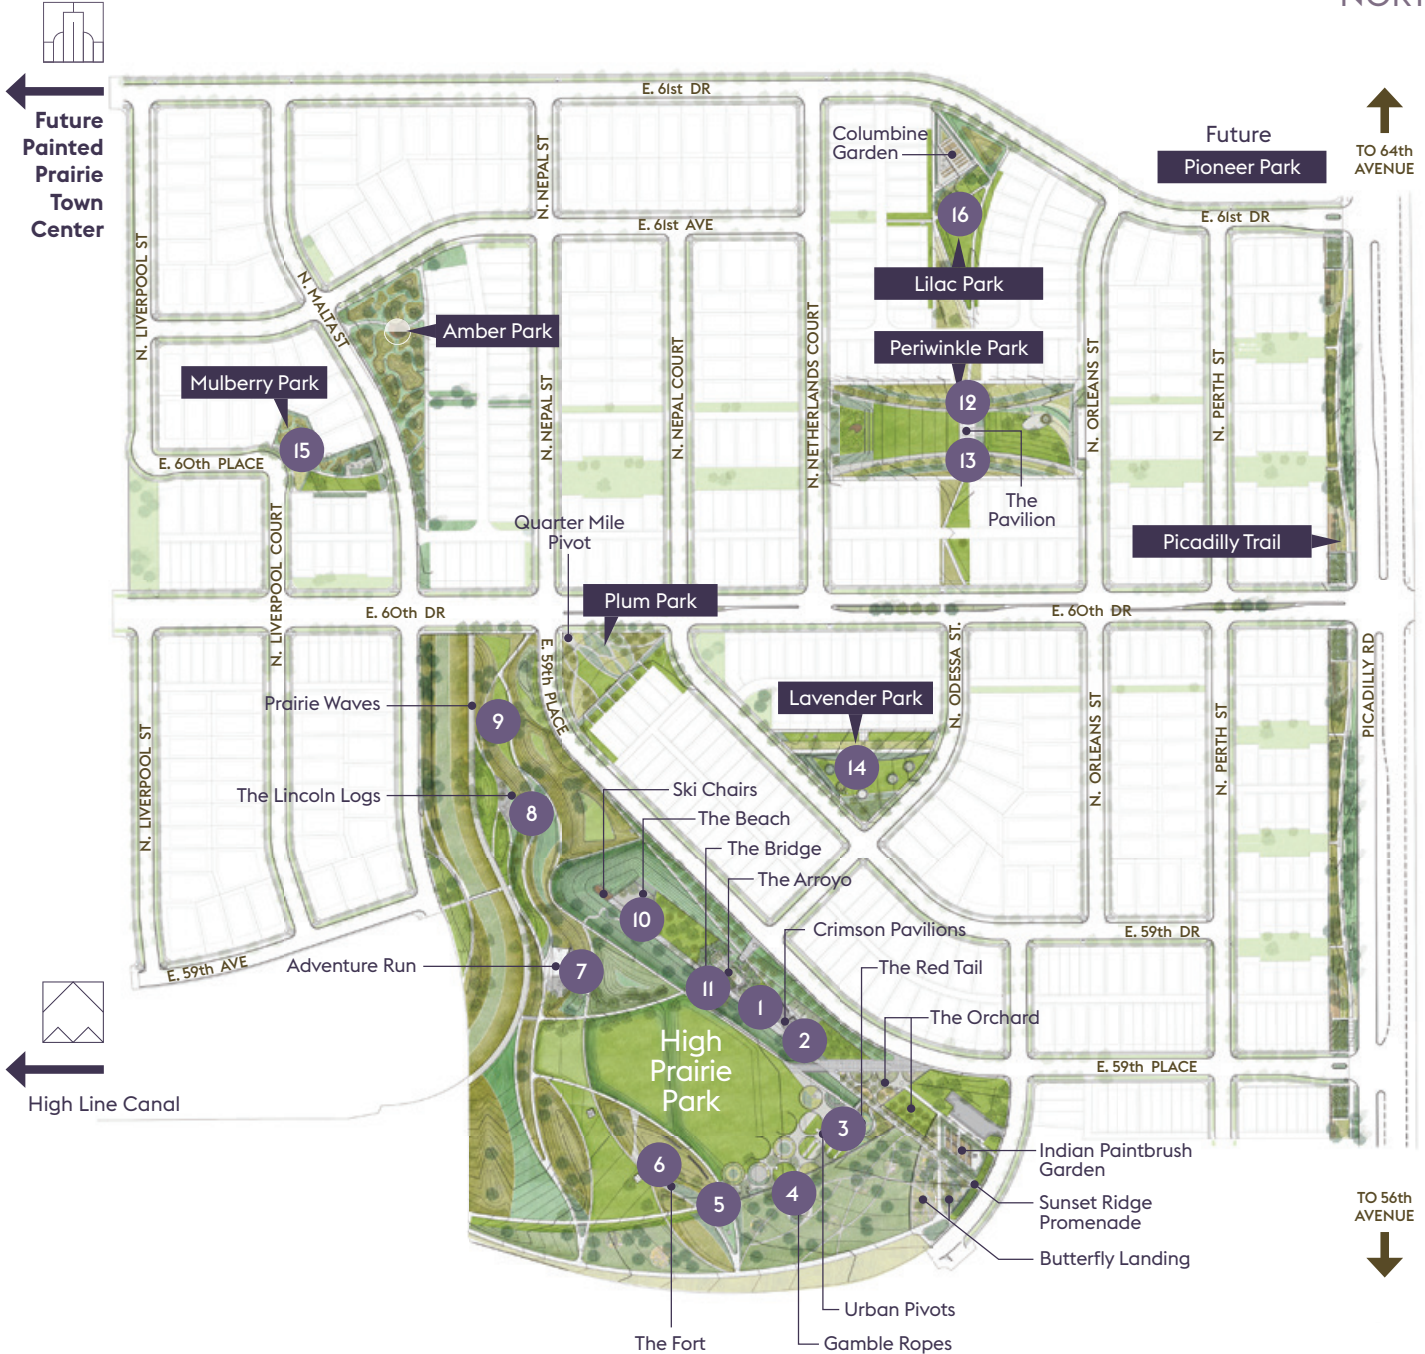 NORT
E. 61st DR
Future
Painted
Prairie
Town
Center
Columbine
Garden
Future
Pioneer Park
TO 64th
AVENUE
N. NEPAL ST
16
E. 61st DR
E. 61st AVE
N. LIVERPOOL ST
N. MALTA ST
Lilac Park
Amber Park
Periwinkle Park
N. NETHERLANDS COURT
N. ORLEANS ST
N. PERTH ST
Mulberry Park
12
N. NEPAL ST
N. NEPAL COURT
15
13
E. 60th PLACE
The
Pavilion
Quarter Mile
Pivot
Picadilly Trail
N. LIVERPOOL COURT
Plum Park
E. 60th DR
E. 60th DR
E. 59th PLACE
N. ODESSA ST.
PICADILLY RD
Prairie Waves
9
Lavender Park
N. LIVERPOOL ST
N. ORLEANS ST
N. PERTH ST
14
The Lincoln Logs
8
Ski Chairs
The Beach
The Bridge
The Arroyo
10
Crimson Pavilions
E. 59th DR
E. 59th AVE
Adventure Run
7
The Red Tail
11
1
The Orchard
2
High
Prairie
Park
E. 59th PLACE
High Line Canal
3
Indian Paintbrush
Garden
6
5
4
Sunset Ridge
Promenade
TO 56th
AVENUE
Butterfly Landing
Urban Pivots
The Fort
Gamble Ropes